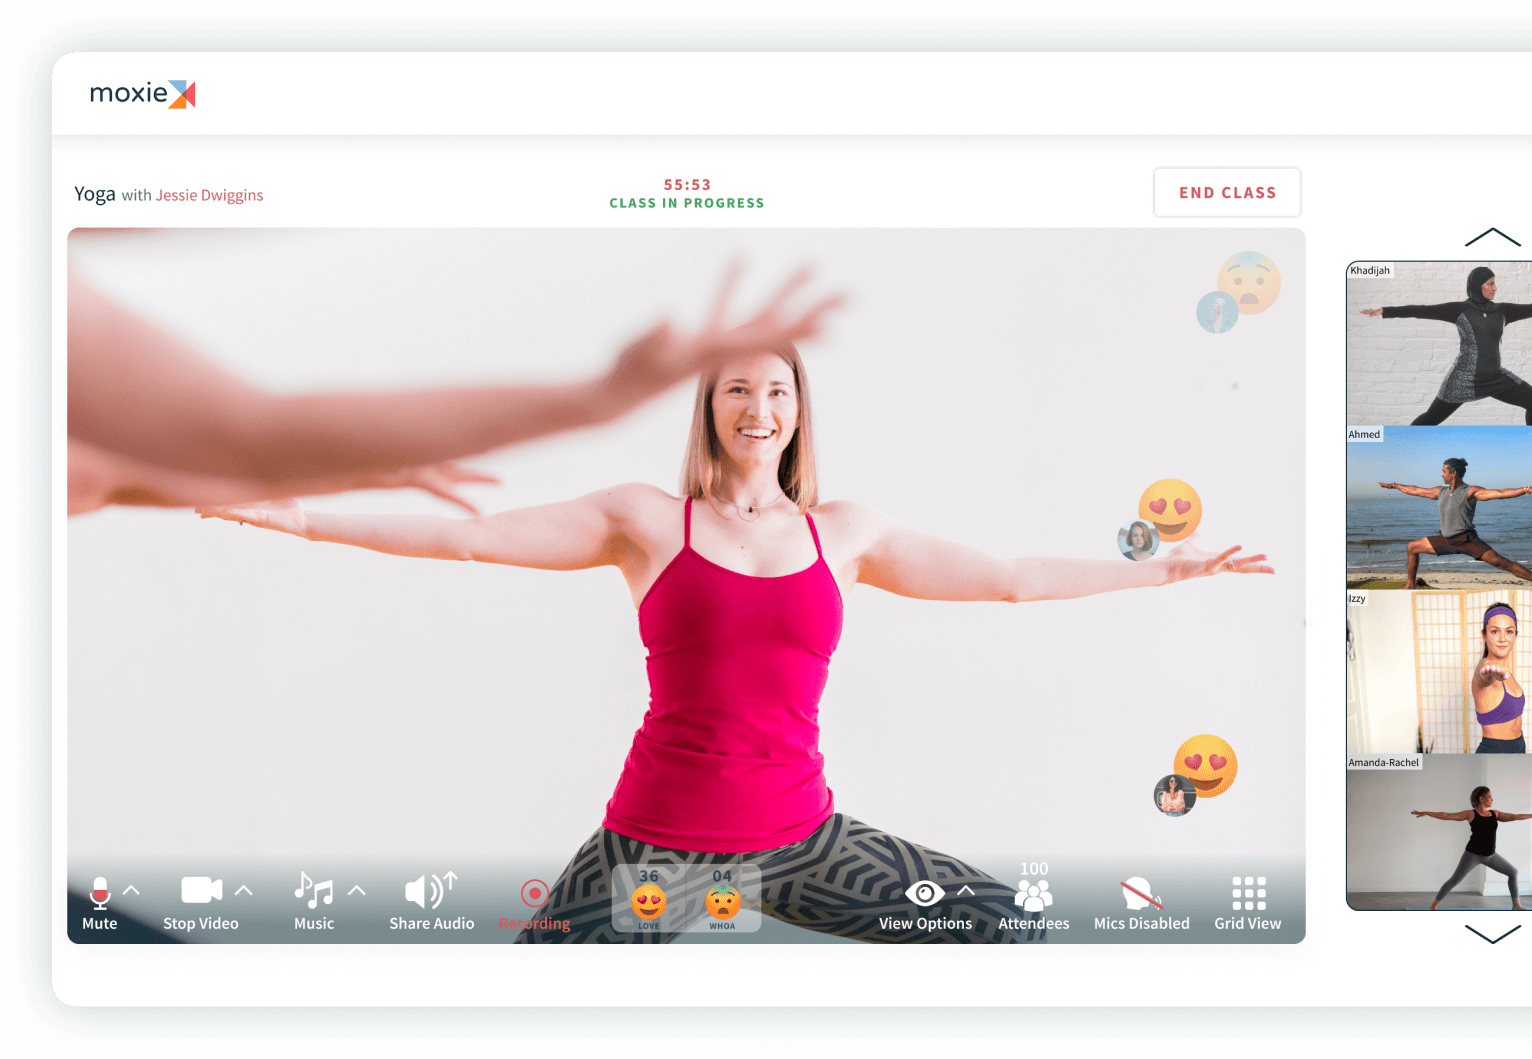 moxie
Yoga with Jessie Dwiggins
55:53
CLASS IN PROGRESS
END CLASS
Khadijah
Ahmed
Izzy
Amanda-Rachel
Mute
Stop Video
Music
Share Audio
Recording
36
LOVE
04
WHOA
View Options
100
Attendees
Mics Disabled
Grid View